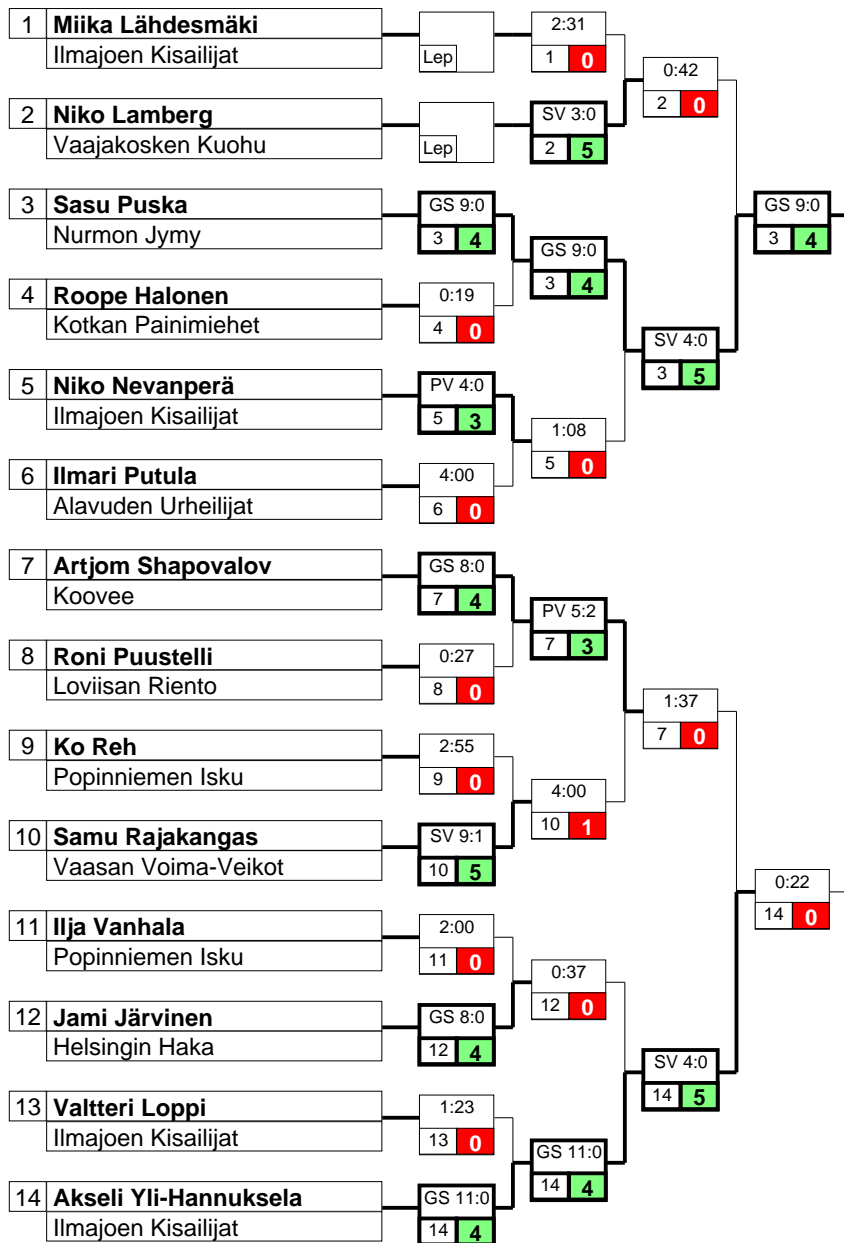 1 Miika Lähdesmäki
Ilmajoen Kisailijat
Lep
2:31
1 0
0:42
2 0
2 Niko Lamberg
Vaajakosken Kuohu
Lep
SV 3:0
2 5
3 Sasu Puska
Nurmon Jymy
GS 9:0
3 4
GS 9:0
3 4
GS 9:0
3 4
4 Roope Halonen
Kotkan Painimiehet
0:19
4 0
SV 4:0
3 5
5 Niko Nevanperä
Ilmajoen Kisailijat
PV 4:0
5 3
1:08
5 0
6 Ilmari Putula
Alavuden Urheilijat
4:00
6 0
7 Artjom Shapovalov
Koovee
GS 8:0
7 4
PV 5:2
7 3
8 Roni Puustelli
Loviisan Riento
0:27
8 0
1:37
7 0
9 Ko Reh
Popinniemen Isku
2:55
9 0
4:00
10 1
10 Samu Rajakangas
Vaasan Voima-Veikot
SV 9:1
10 5
0:22
14 0
11 Ilja Vanhala
Popinniemen Isku
2:00
11 0
0:37
12 0
12 Jami Järvinen
Helsingin Haka
GS 8:0
12 4
SV 4:0
14 5
13 Valtteri Loppi
Ilmajoen Kisailijat
1:23
13 0
GS 11:0
14 4
14 Akseli Yli-Hannuksela
Ilmajoen Kisailijat
GS 11:0
14 4